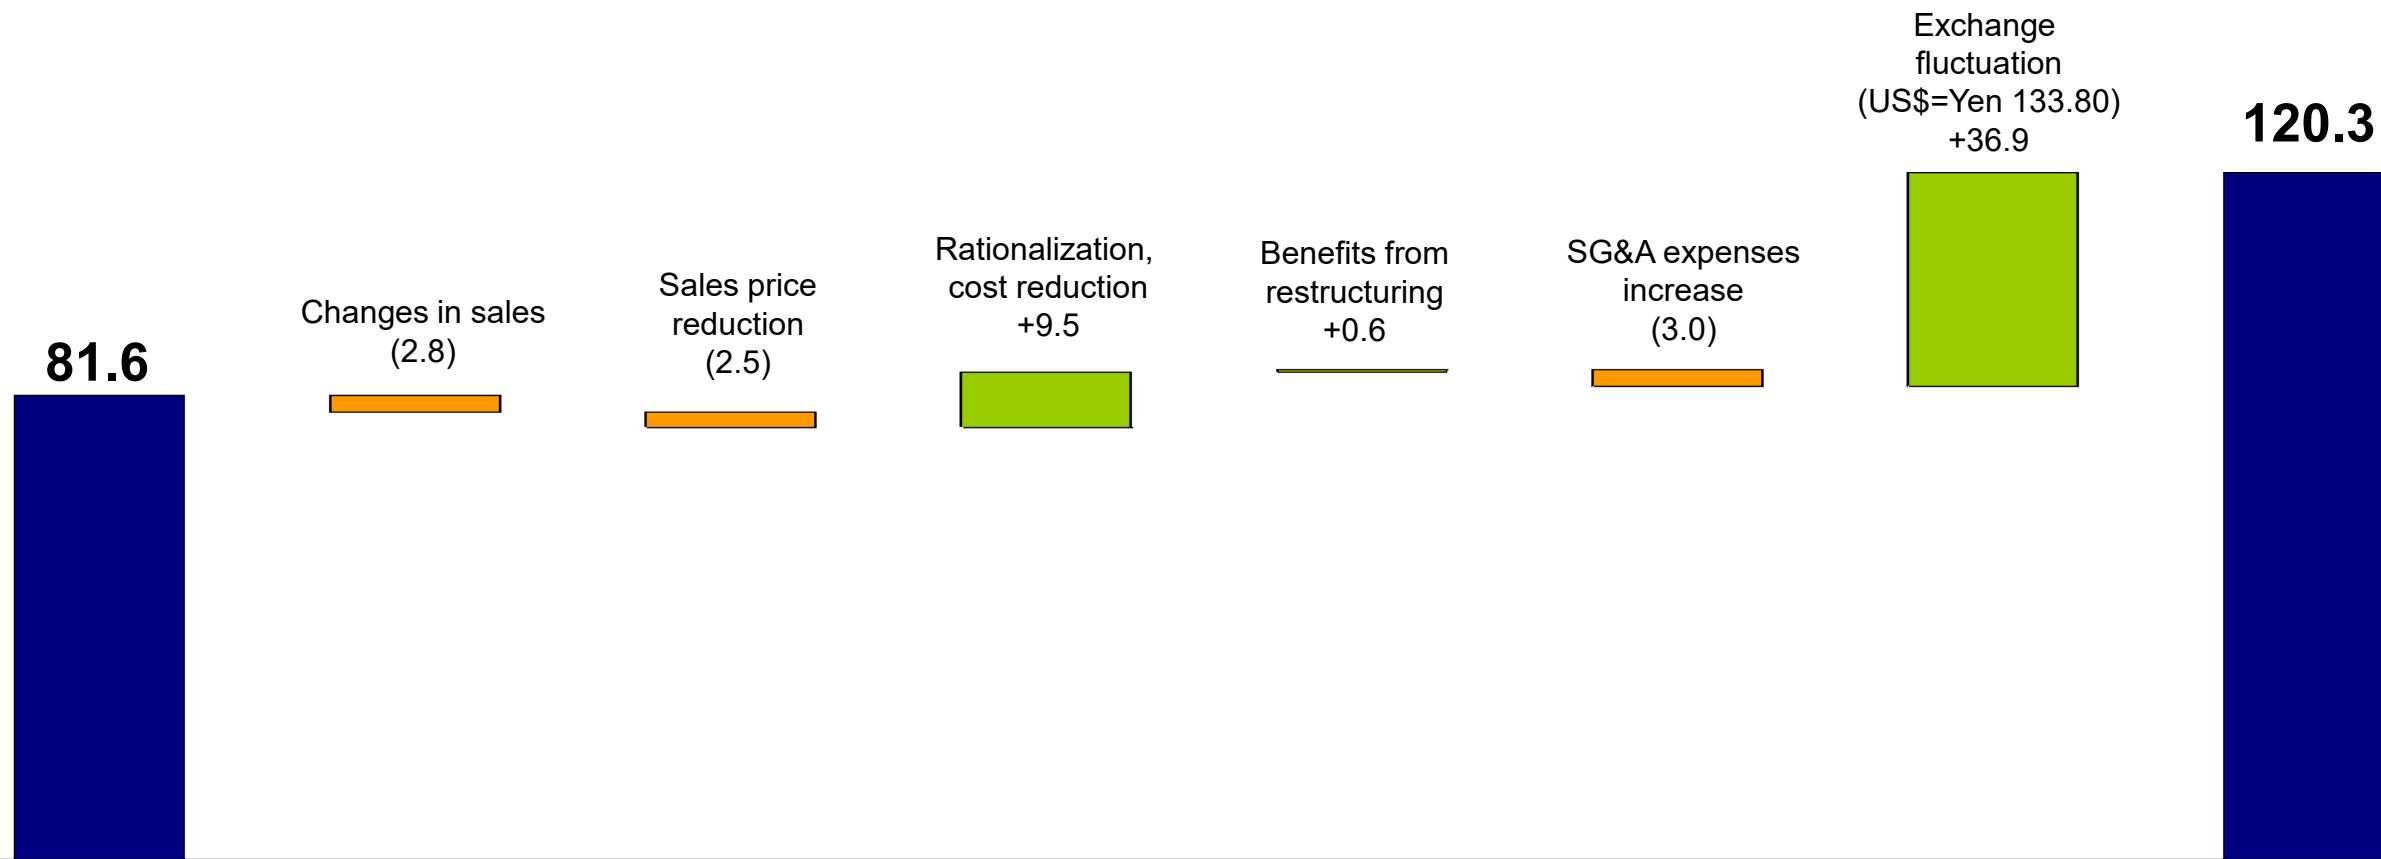 81.6
Changes in sales
(2.8)
Sales price
reduction
(2.5)
Rationalization,
cost reduction
+9.5
Benefits from
restructuring
+0.6
SG&A expenses
increase
(3.0)
Exchange
fluctuation
(US$=Yen 133.80)
+36.9
120.3